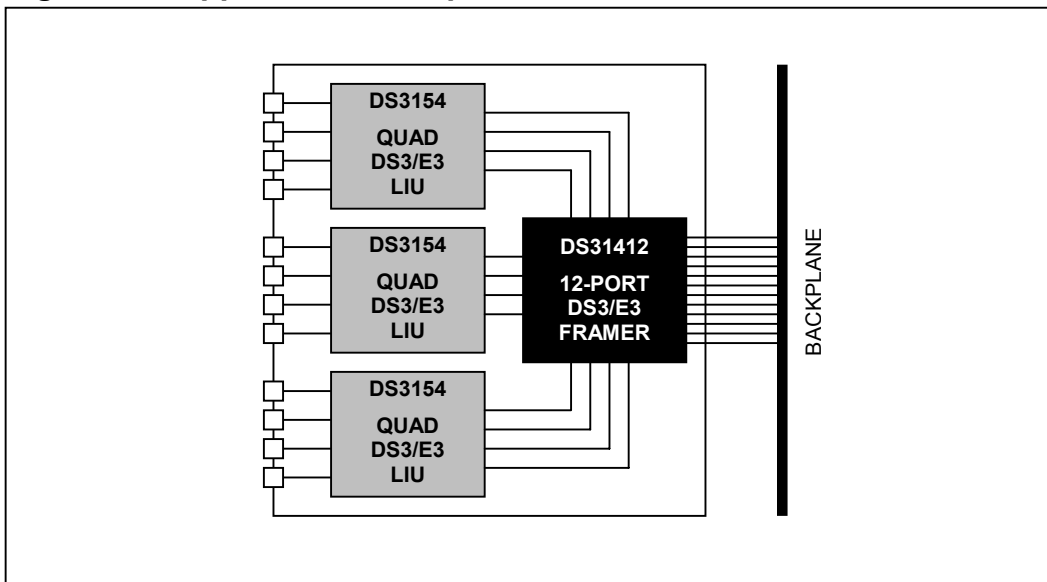 DS3154
QUAD
DS3/E3
LIU
DS3154
QUAD
DS3/E3
LIU
DS3154
QUAD
DS3/E3
LIU
DS31412
12-PORT
DS3/E3
FRAMER
BACKPLANE